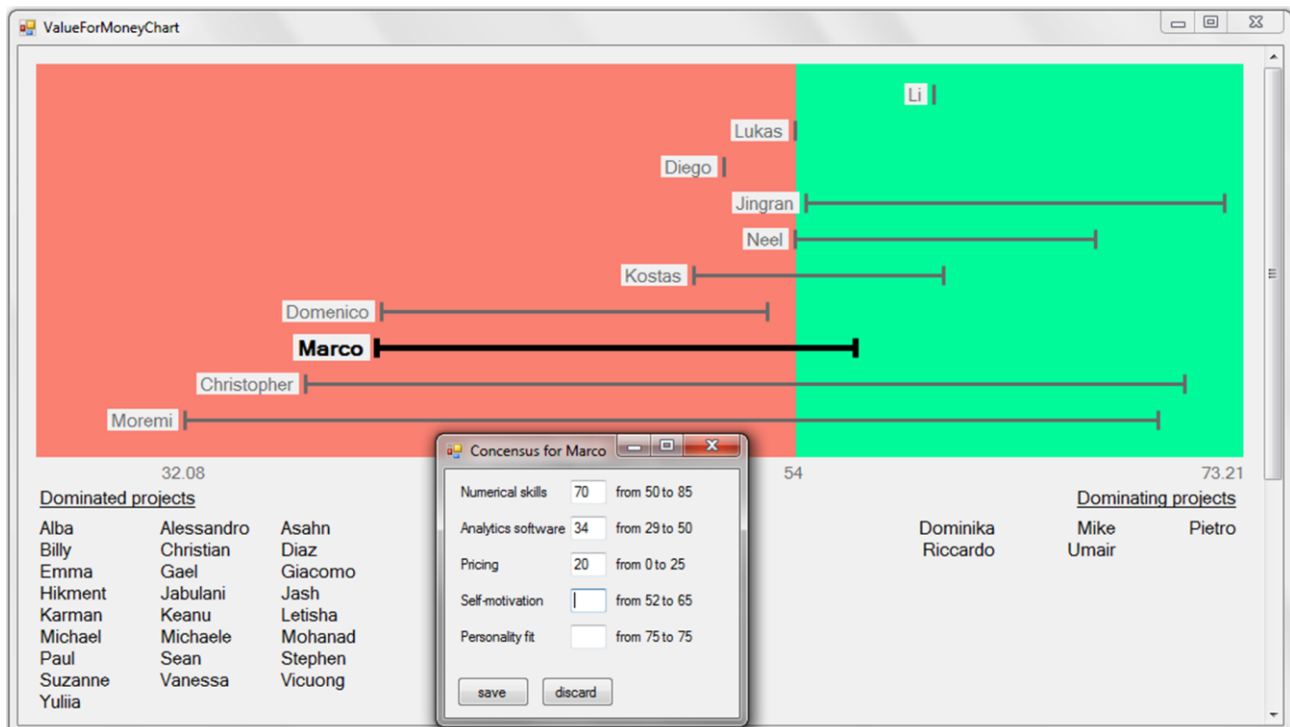 ValueForMoneyChart
Li
Lukas
Diego
Jingran
Neel
Kostas
Domenico
Marco
Christopher
Moremi
32.08 54 73.21
Dominated projects Dominating projects
Alba Alessandro Asahn Dominika Mike Pietro
Billy Christian Diaz Riccardo Umair
Emma Gael Giacomo
Hikment Jabulani Jash
Karman Keanu Letisha
Michael Michaele Mohanad
Paul Sean Stephen
Suzanne Vanessa Vicuong
Yuliia
Concensus for Marco
Numerical skills 70 from 50 to 85
Analytics software 34 from 29 to 50
Pricing 20 from 0 to 25
Self-motivation from 52 to 65
Personality fit from 75 to 75
save discard